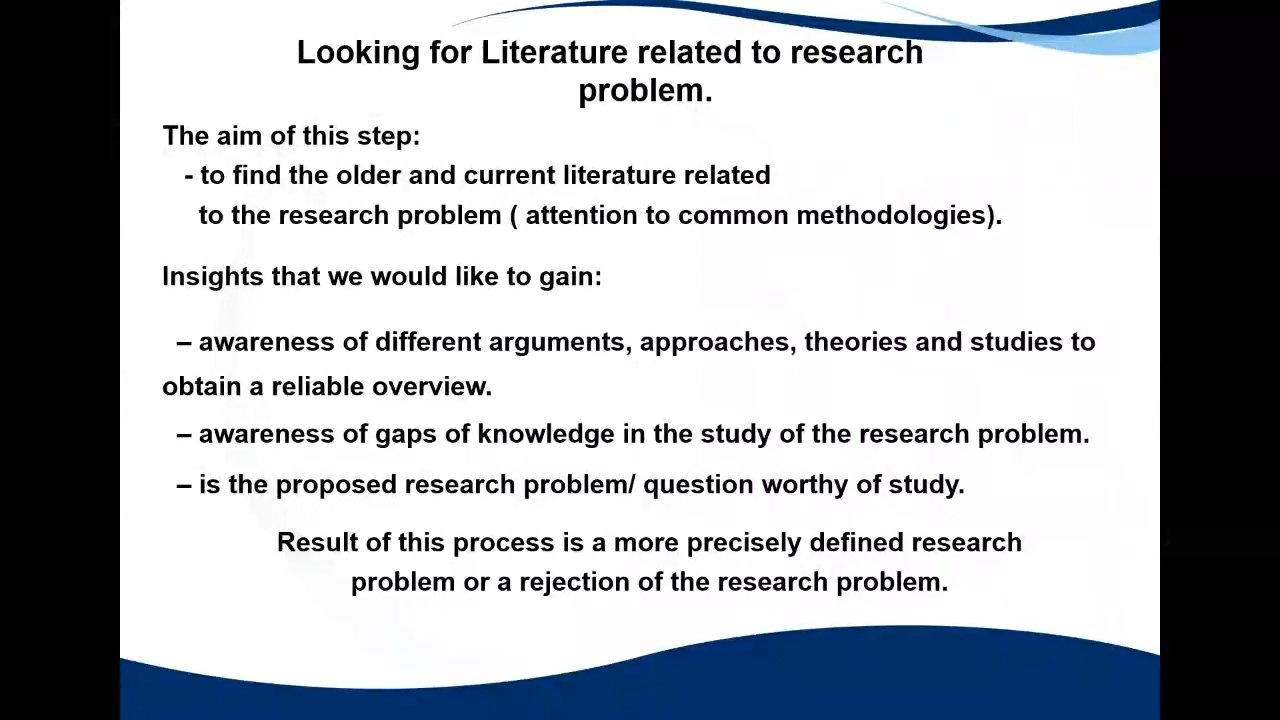 Looking for Literature related to research
problem.
The aim of this step:
- to find the older and current literature related
to the research problem ( attention to common methodologies).
Insights that we would like to gain:
– awareness of different arguments, approaches, theories and studies to
obtain a reliable overview.
– awareness of gaps of knowledge in the study of the research problem.
– is the proposed research problem/ question worthy of study.
Result of this process is a more precisely defined research
problem or a rejection of the research problem.